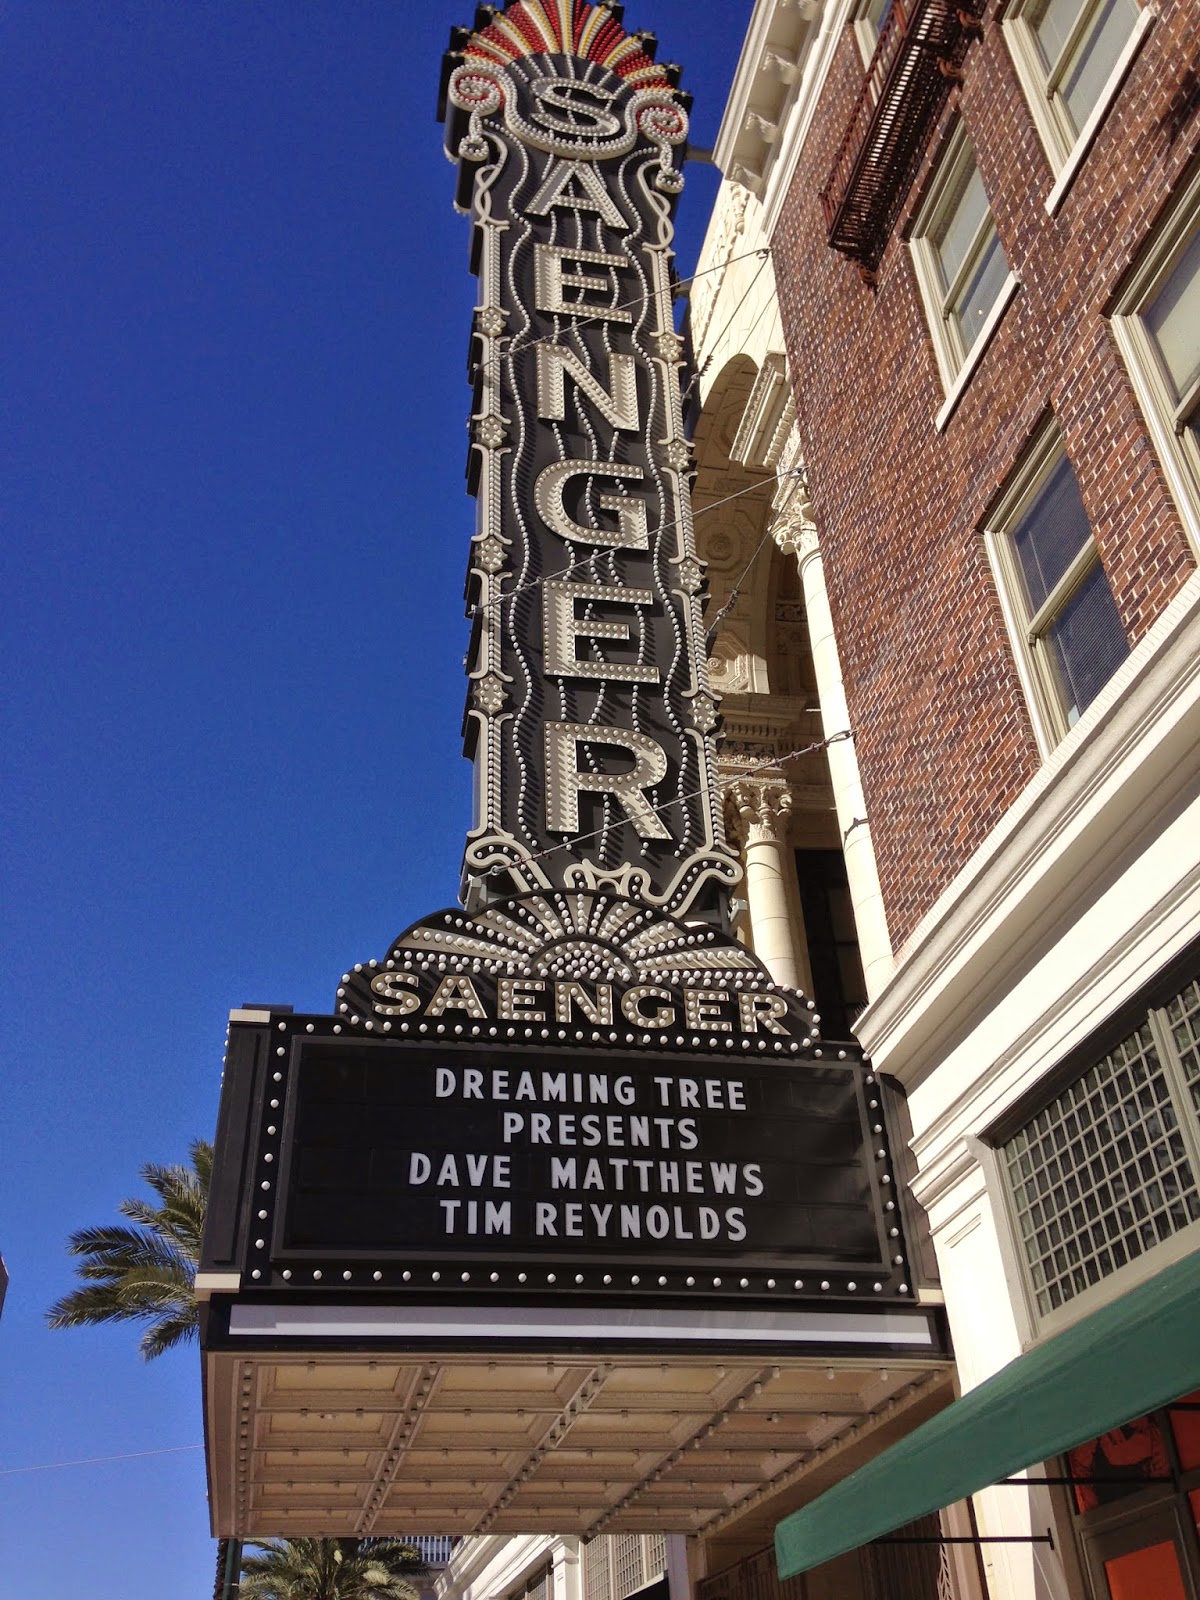 SAENGER
SAENGER
DREAMING TREE
PRESENTS
DAVE MATTHEWS
TIM REYNOLDS